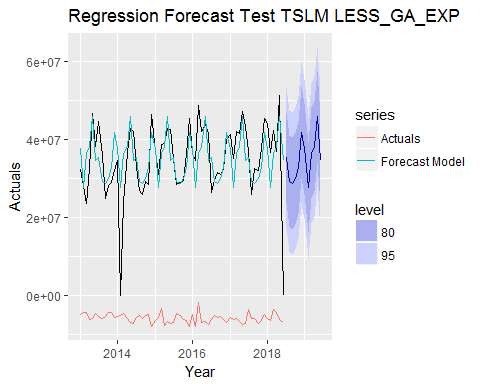 Regression Forecast Test TSLM LESS_GA_EXP
6e+07
4e+07
2e+07
0e+00
Actuals
2014
2016
2018
Year
series
Actuals
Forecast Model
level
80
95